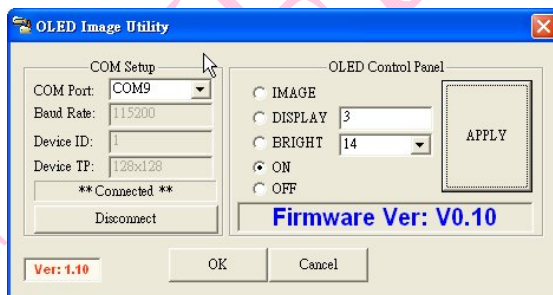 OLED Image Utility
COM Setup
COM Port: COM9
Baud Rate: 115200
Device ID: 1
Device TP: 128x128
** Connected **
Disconnect
OLED Control Panel
IMAGE
DISPLAY 3
BRIGHT 14
ON
OFF
APPLY
Firmware Ver: V0.10
Ver: 1.10
OK
Cancel